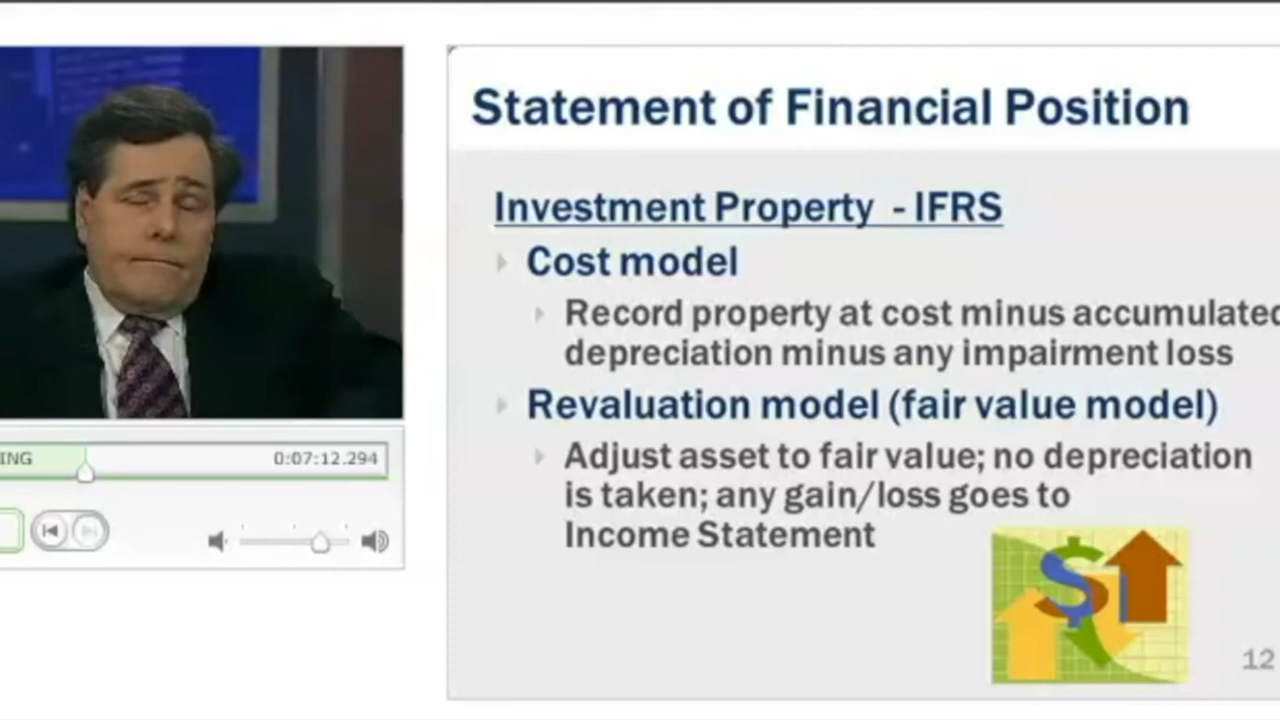 Statement of Financial Position
Investment Property - IFRS
Cost model
Record property at cost minus accumulated
depreciation minus any impairment loss
Revaluation model (fair value model)
Adjust asset to fair value; no depreciation
is taken; any gain/loss goes to
Income Statement
$
12
ING
0:07:12.294